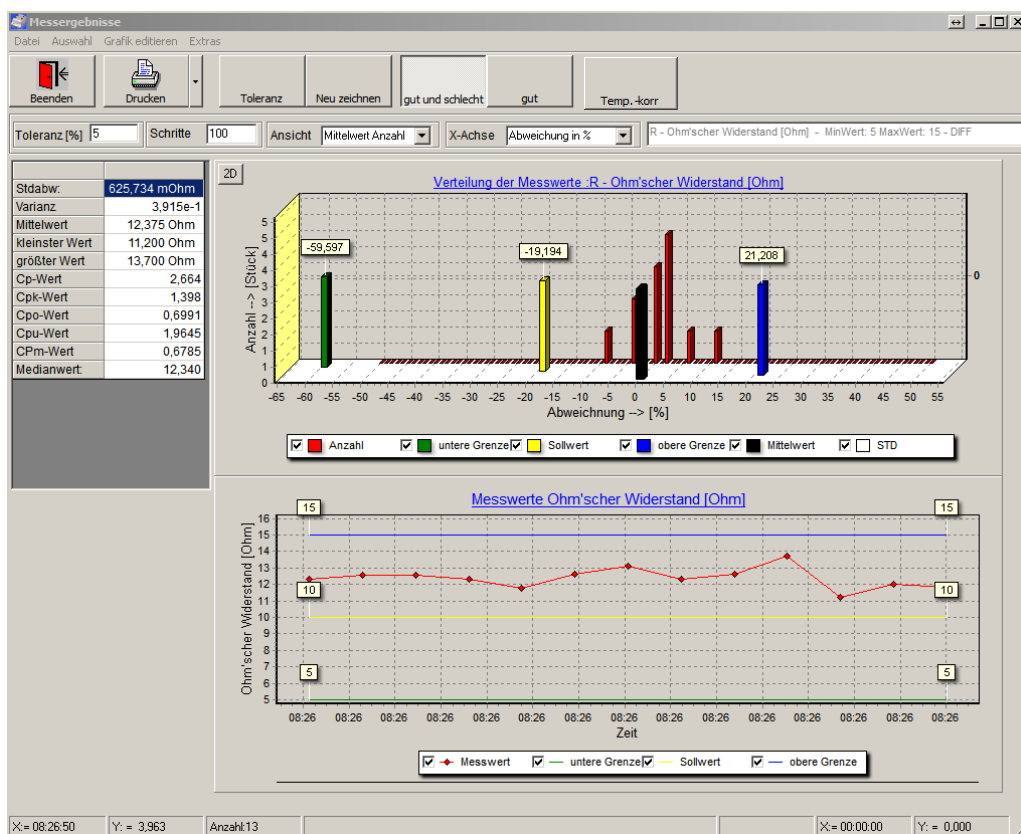 Messergebnisse
Datei Auswahl Grafik editieren Extras
Beenden Drucken Toleranz Neu zeichnen gut und schlecht gut Temp.-korr
Toleranz [%] 5 Schritte 100 Ansicht Mittelwert Anzahl X-Achse Abweichung in % R - Ohm'scher Widerstand [Ohm] - MinWert: 5 MaxWert: 15 - DIFF
Stdabw: 625,734 mOhm
Varianz 3,915e-1
Mittelwert 12,375 Ohm
kleinster Wert 11,200 Ohm
größter Wert 13,700 Ohm
Cp-Wert 2,664
Cpk-Wert 1,398
Cpo-Wert 0,6991
Cpu-Wert 1,9645
CPm-Wert 0,6785
Medianwert: 12,340
2D
Verteilung der Messwerte :R - Ohm'scher Widerstand [Ohm]
Anzahl --> [Stück]
5
5
4
4
3
3
2
2
1
1
0
-59,597
-19,194
21,208
0
-65 -60 -55 -50 -45 -40 -35 -30 -25 -20 -15 -10 -5 0 5 10 15 20 25 30 35 40 45 50 55
Abweichnung --> [%]
Anzahl untere Grenze Sollwert obere Grenze Mittelwert STD
Messwerte Ohm'scher Widerstand [Ohm]
Ohm'scher Widerstand [Ohm]
16
15
14
13
12
11
10
9
8
7
6
5
15 15
10 10
5 5
08:26 08:26 08:26 08:26 08:26 08:26 08:26 08:26 08:26 08:26 08:26 08:26 08:26
Zeit
Messwert untere Grenze Sollwert obere Grenze
X:= 08:26:50 Y: = 3,963 Anzahl:13 X:= 00:00:00 Y: = 0,000